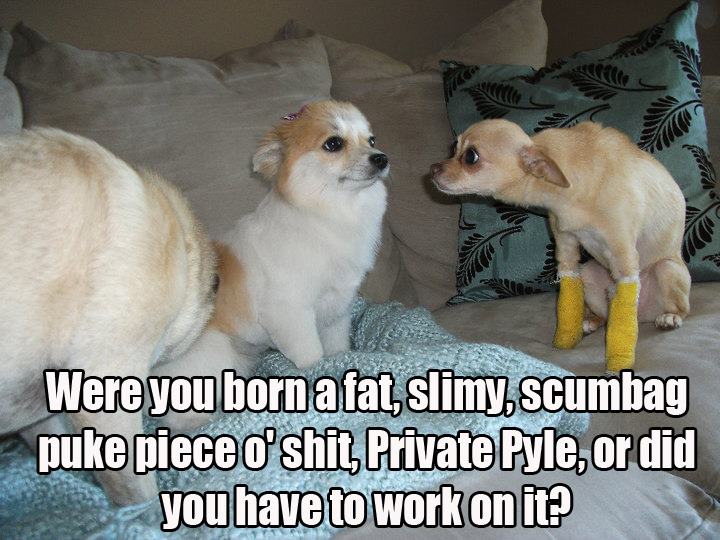 Were you born a fat, slimy, scumbag
puke piece o' shit, Private Pyle, or did
you have to work on it?